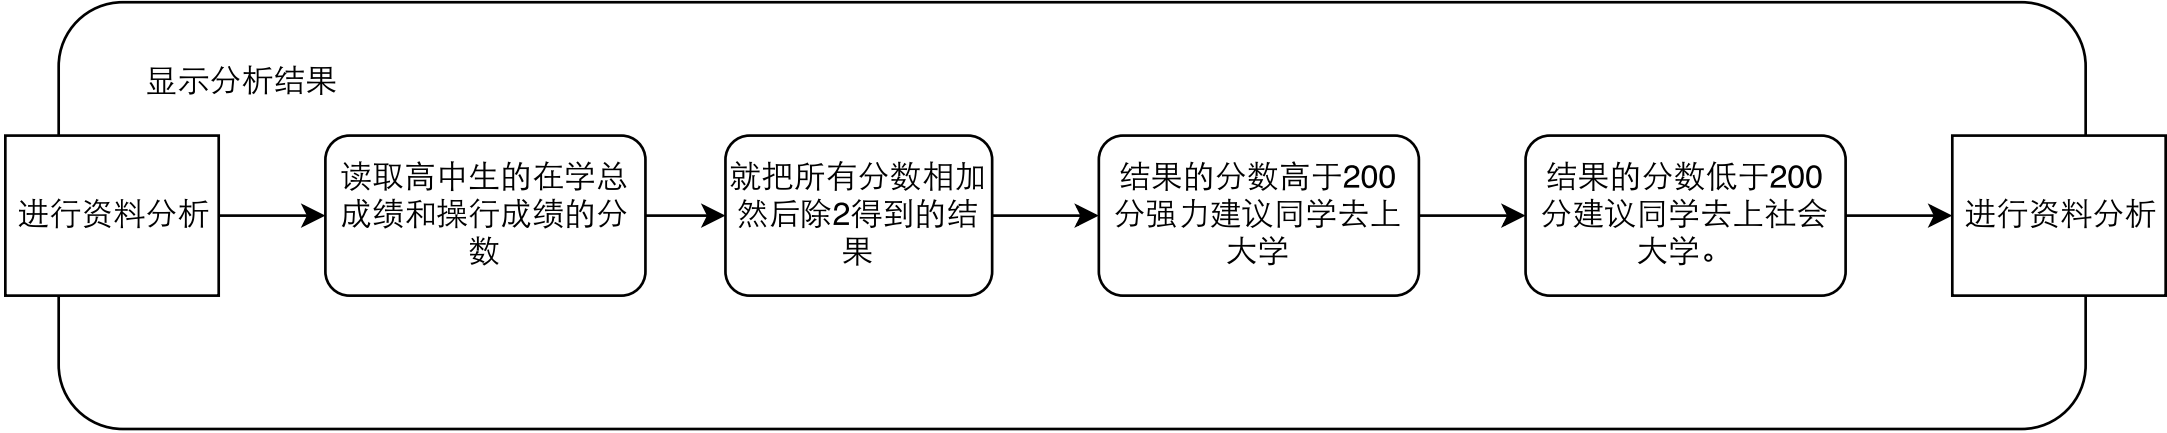 显示分析结果
进行资料分析
读取高中生的在学总
成绩和操行成绩的分
数
就把所有分数相加
然后除2得到的结
果
结果的分数高于200
分强力建议同学去上
大学
结果的分数低于200
分建议同学去上社会
大学。
进行资料分析